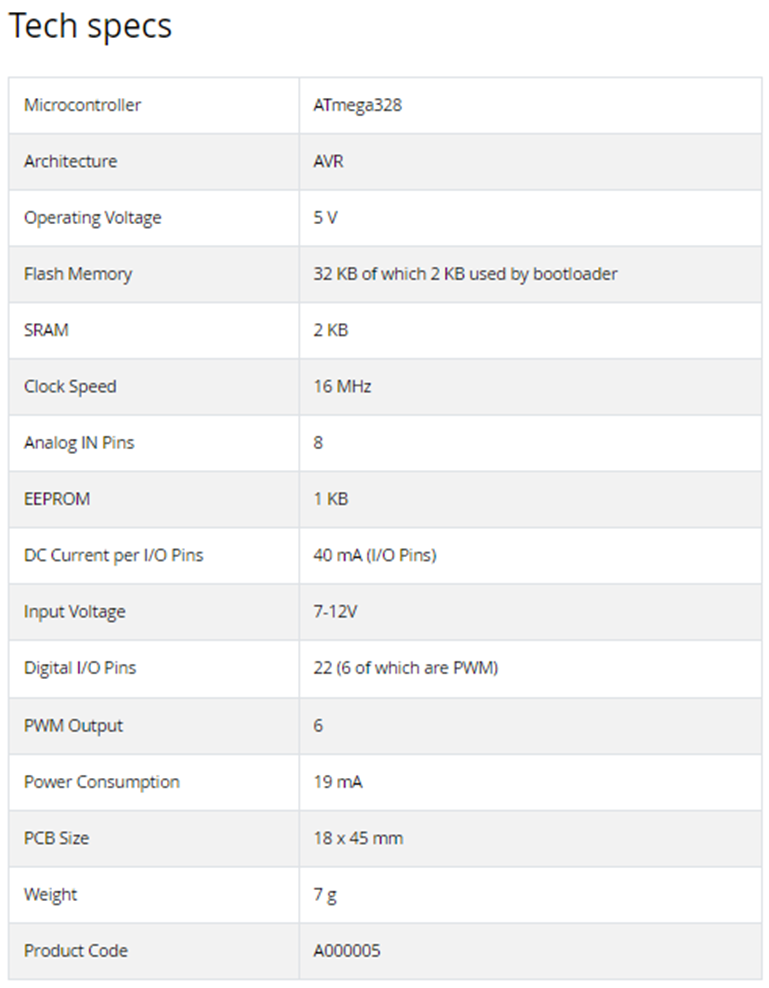 Tech specs
Microcontroller ATmega328
Architecture AVR
Operating Voltage 5 V
Flash Memory 32 KB of which 2 KB used by bootloader
SRAM 2 KB
Clock Speed 16 MHz
Analog IN Pins 8
EEPROM 1 KB
DC Current per I/O Pins 40 mA (I/O Pins)
Input Voltage 7-12V
Digital I/O Pins 22 (6 of which are PWM)
PWM Output 6
Power Consumption 19 mA
PCB Size 18 x 45 mm
Weight 7 g
Product Code A000005